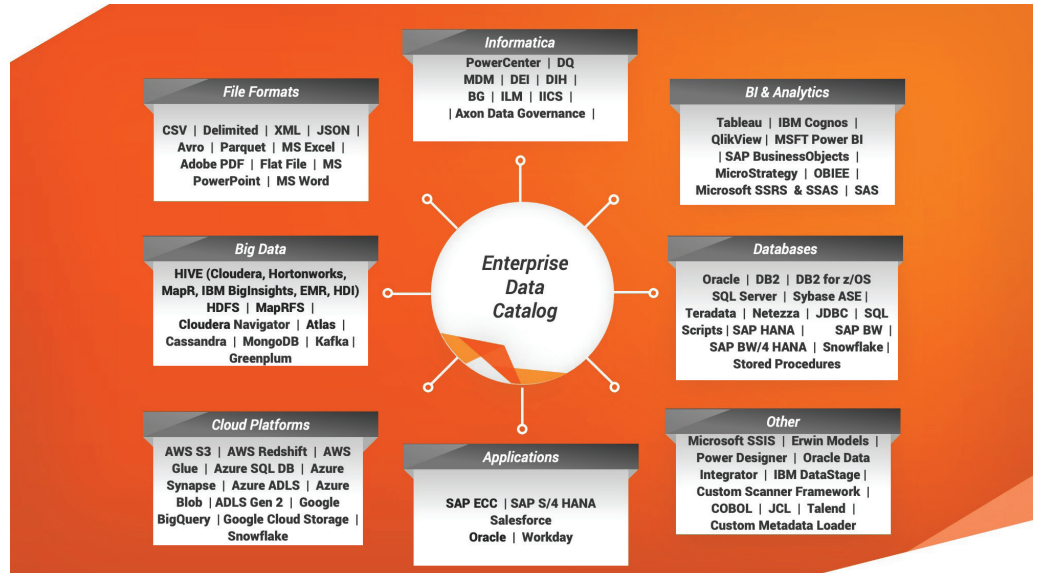 Informatica
PowerCenter | DQ
MDM | DEI | DIH |
BG | ILM | IICS |
| Axon Data Governance |
File Formats
CSV | Delimited | XML | JSON |
Avro | Parquet | MS Excel |
Adobe PDF | Flat File | MS
PowerPoint | MS Word
BI & Analytics
Tableau | IBM Cognos |
QlikView | MSFT Power BI
| SAP BusinessObjects |
MicroStrategy | OBIEE |
Microsoft SSRS & SSAS | SAS
Big Data
HIVE (Cloudera, Hortonworks,
MapR, IBM BigInsights, EMR, HDI)
HDFS | MapRFS |
Cloudera Navigator | Atlas |
Cassandra | MongoDB | Kafka |
Greenplum
Enterprise
Data
Catalog
Databases
Oracle | DB2 | DB2 for z/OS
SQL Server | Sybase ASE |
Teradata | Netezza | JDBC | SQL
Scripts | SAP HANA | SAP BW |
SAP BW/4 HANA | Snowflake |
Stored Procedures
Cloud Platforms
AWS S3 | AWS Redshift | AWS
Glue | Azure SQL DB | Azure
Synapse | Azure ADLS | Azure
Blob | ADLS Gen 2 | Google
BigQuery | Google Cloud Storage |
Snowflake
Applications
SAP ECC | SAP S/4 HANA
Salesforce
Oracle | Workday
Other
Microsoft SSIS | Erwin Models |
Power Designer | Oracle Data
Integrator | IBM DataStage |
Custom Scanner Framework |
COBOL | JCL | Talend |
Custom Metadata Loader